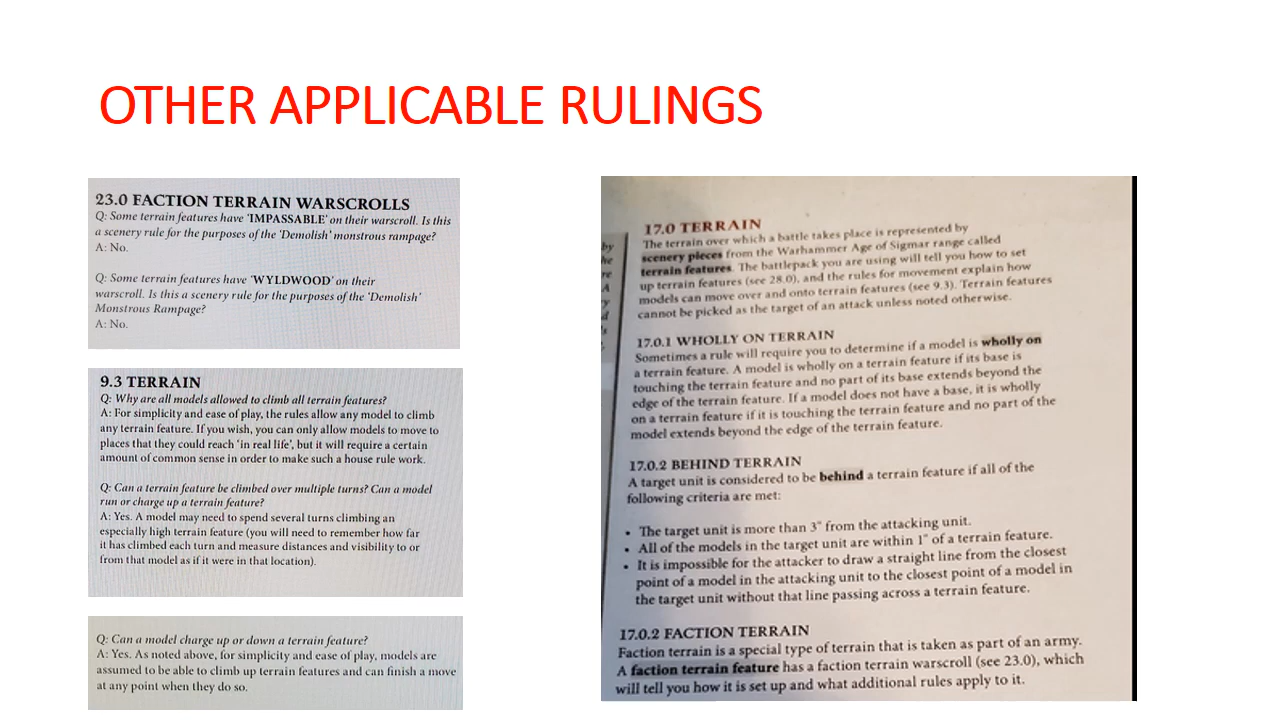 OTHER APPLICABLE RULINGS
23.0 FACTION TERRAIN WARSCROLLS
Q: Some terrain features have 'IMPASSABLE' on their warscroll. Is this
a scenery rule for the purposes of the 'Demolish' monstrous rampage?
A: No.
Q: Some terrain features have 'WYLDWOOD' on their
warscroll. Is this a scenery rule for the purposes of the 'Demolish'
Monstrous Rampage?
A: No.
9.3 TERRAIN
Q: Why are all models allowed to climb all terrain features?
A: For simplicity and ease of play, the rules allow any model to climb
any terrain feature. If you wish, you can only allow models to move to
places that they could reach 'in real life', but it will require a certain
amount of common sense in order to make such a house rule work.
Q: Can a terrain feature be climbed over multiple turns? Can a model
run or charge up a terrain feature?
A: Yes. A model may need to spend several turns climbing an
especially high terrain feature (you will need to remember how far
it has climbed each turn and measure distances and visibility to or
from that model as if it were in that location).
Q: Can a model charge up or down a terrain feature?
A: Yes. As noted above, for simplicity and ease of play, models are
assumed to be able to climb up terrain features and can finish a move
at any point when they do so.
by
he
re
A
y
d
's
17.0 TERRAIN
The terrain over which a battle takes place is represented by
scenery pieces from the Warhammer Age of Sigmar range called
terrain features. The battlepack you are using will tell you how to set
up terrain features (see 28.0), and the rules for movement explain how
models can move over and onto terrain features (see 9.3). Terrain features
cannot be picked as the target of an attack unless noted otherwise.
17.0.1 WHOLLY ON TERRAIN
Sometimes a rule will require you to determine if a model is wholly on
a terrain feature. A model is wholly on a terrain feature if its base is
touching the terrain feature and no part of its base extends beyond the
edge of the terrain feature. If a model does not have a base, it is wholly
on a terrain feature if it is touching the terrain feature and no part of the
model extends beyond the edge of the terrain feature.
17.0.2 BEHIND TERRAIN
A target unit is considered to be behind a terrain feature if all of the
following criteria are met:
• The target unit is more than 3" from the attacking unit.
• All of the models in the target unit are within 1" of a terrain feature.
• It is impossible for the attacker to draw a straight line from the closest
point of a model in the attacking unit to the closest point of a model in
the target unit without that line passing across a terrain feature.
17.0.2 FACTION TERRAIN
Faction terrain is a special type of terrain that is taken as part of an army.
A faction terrain feature has a faction terrain warscroll (see 23.0), which
will tell you how it is set up and what additional rules apply to it.